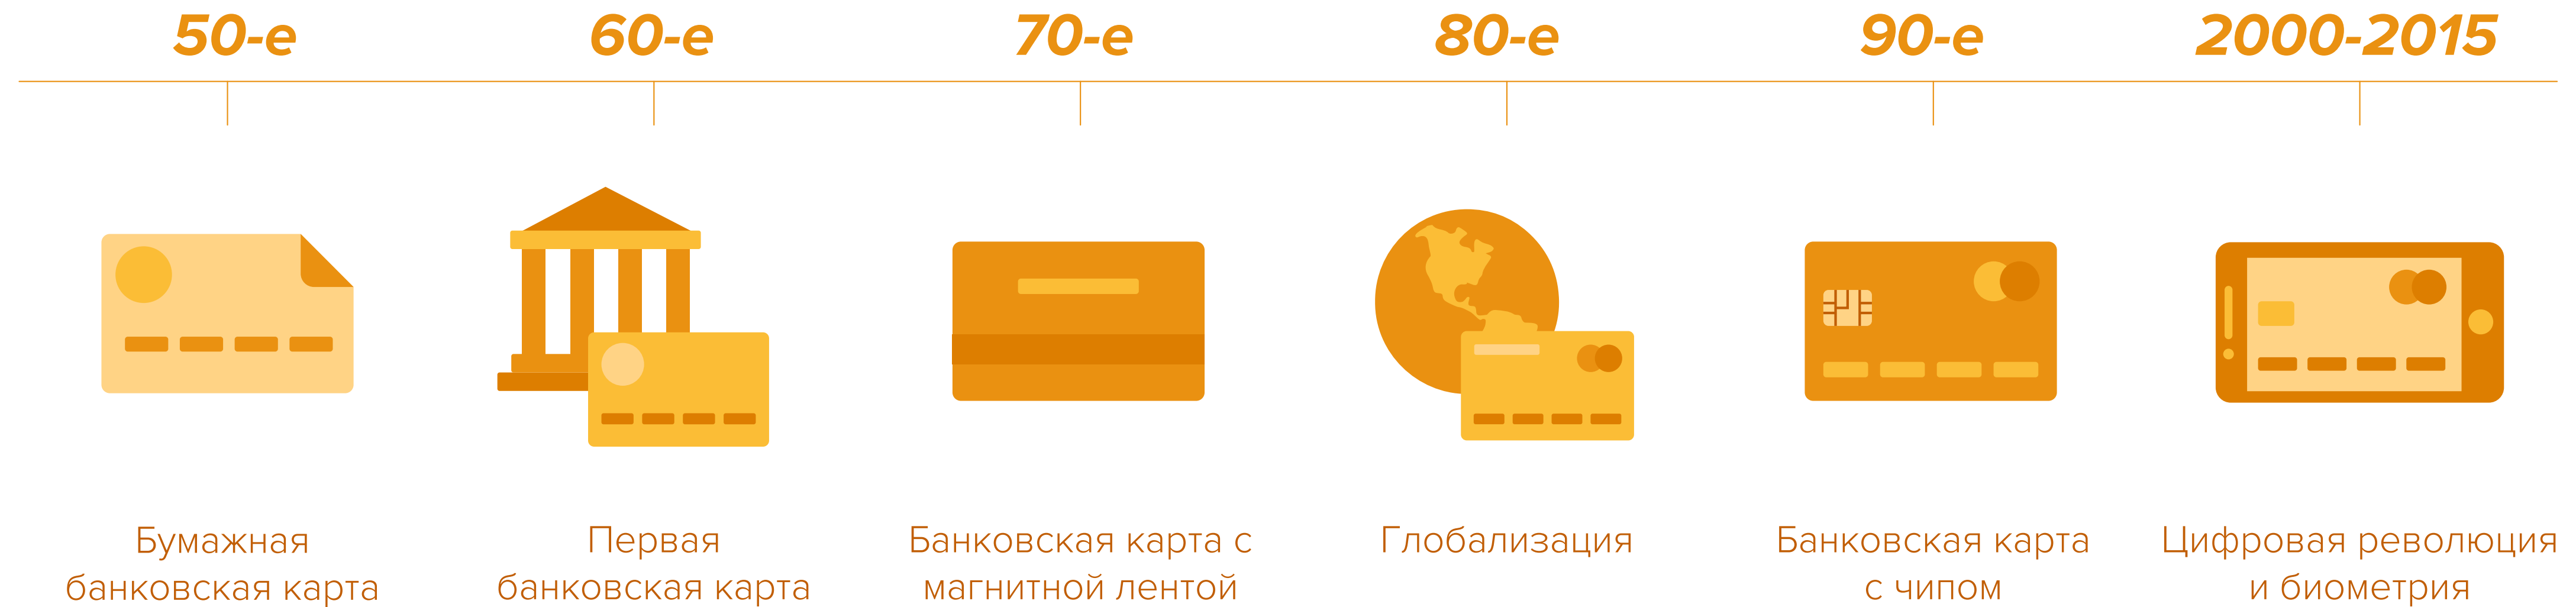 50-е
60-е
70-е
80-е
90-е
2000-2015
Бумажная
банковская карта
Первая
банковская карта
Банковская карта с
магнитной лентой
Глобализация
Банковская карта
с чипом
Цифровая революция
и биометрия